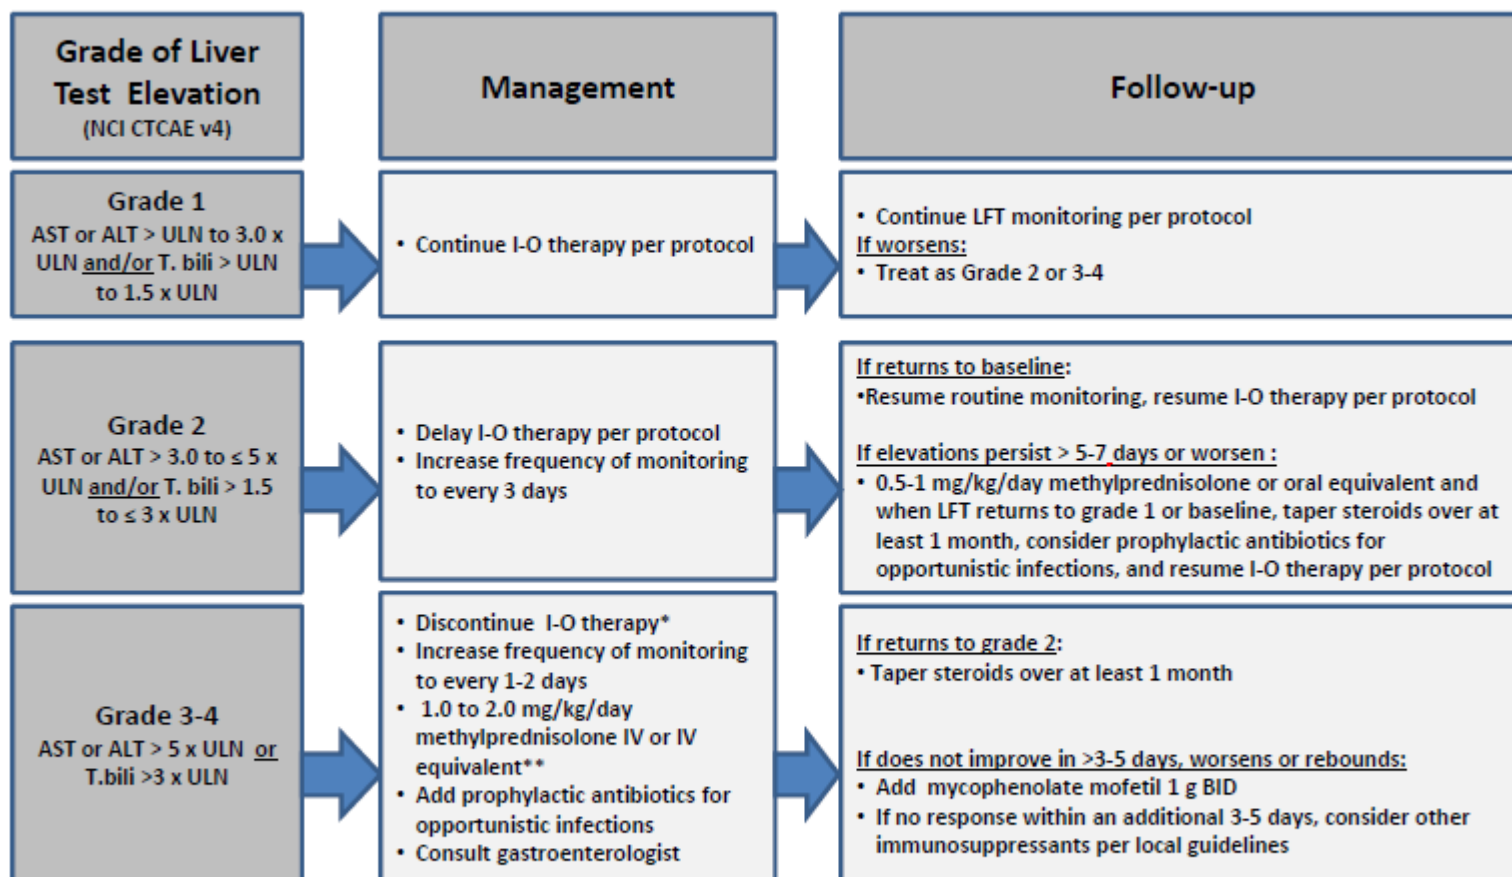 Grade of Liver
Test Elevation
(NCI CTCAE v4)
Management
Follow-up
Grade 1
AST or ALT > ULN to 3.0 x
ULN and/or T. bili > ULN
to 1.5 x ULN
• Continue I-O therapy per protocol
• Continue LFT monitoring per protocol
If worsens:
• Treat as Grade 2 or 3-4
Grade 2
AST or ALT > 3.0 to ≤ 5 x
ULN and/or T. bili > 1.5
to ≤ 3 x ULN
• Delay I-O therapy per protocol
• Increase frequency of monitoring
to every 3 days
If returns to baseline:
•Resume routine monitoring, resume I-O therapy per protocol
If elevations persist > 5-7 days or worsen :
• 0.5-1 mg/kg/day methylprednisolone or oral equivalent and
when LFT returns to grade 1 or baseline, taper steroids over at
least 1 month, consider prophylactic antibiotics for
opportunistic infections, and resume I-O therapy per protocol
Grade 3-4
AST or ALT > 5 x ULN or
T.bili >3 x ULN
• Discontinue I-O therapy*
• Increase frequency of monitoring
to every 1-2 days
• 1.0 to 2.0 mg/kg/day
methylprednisolone IV or IV
equivalent**
• Add prophylactic antibiotics for
opportunistic infections
• Consult gastroenterologist
If returns to grade 2:
• Taper steroids over at least 1 month
If does not improve in >3-5 days, worsens or rebounds:
• Add mycophenolate mofetil 1 g BID
• If no response within an additional 3-5 days, consider other
immunosuppressants per local guidelines